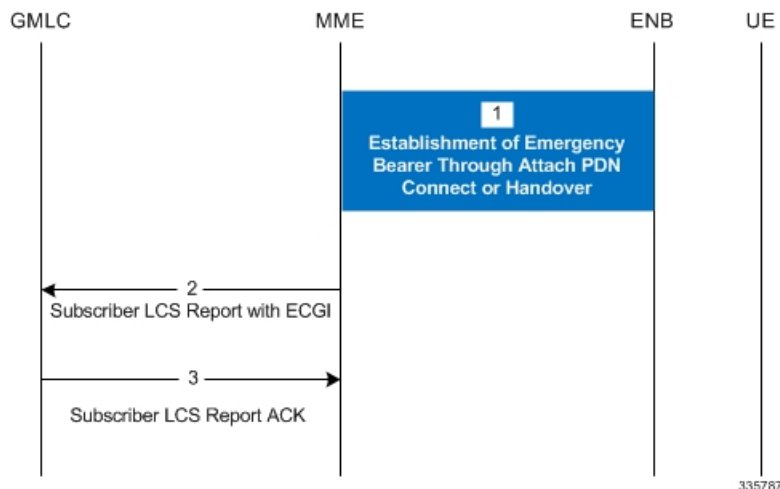 GMLC MME ENB UE
1
Establishment of Emergency
Bearer Through Attach PDN
Connect or Handover
2
Subscriber LCS Report with ECGI
3
Subscriber LCS Report ACK
335787